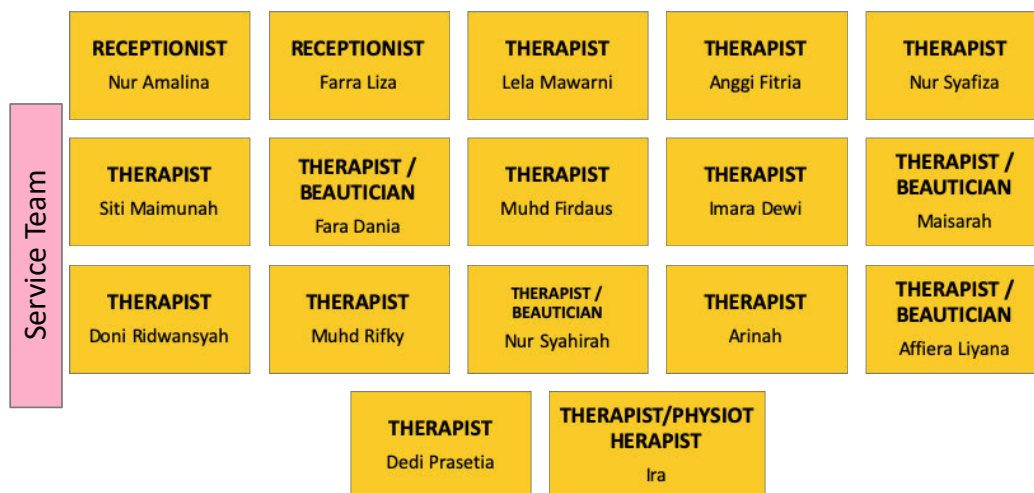 Service Team
RECEPTIONIST
Nur Amalina
RECEPTIONIST
Farra Liza
THERAPIST
Lela Mawarni
THERAPIST
Anggi Fitria
THERAPIST
Nur Syafiza
THERAPIST
Siti Maimunah
THERAPIST /
BEAUTICIAN
Fara Dania
THERAPIST
Muhd Firdaus
THERAPIST
Imara Dewi
THERAPIST /
BEAUTICIAN
Maisarah
THERAPIST
Doni Ridwansyah
THERAPIST
Muhd Rifky
THERAPIST /
BEAUTICIAN
Nur Syahirah
THERAPIST
Arinah
THERAPIST /
BEAUTICIAN
Affiera Liyana
THERAPIST
Dedi Prasetia
THERAPIST/PHYSIOT
HERAPIST
Ira